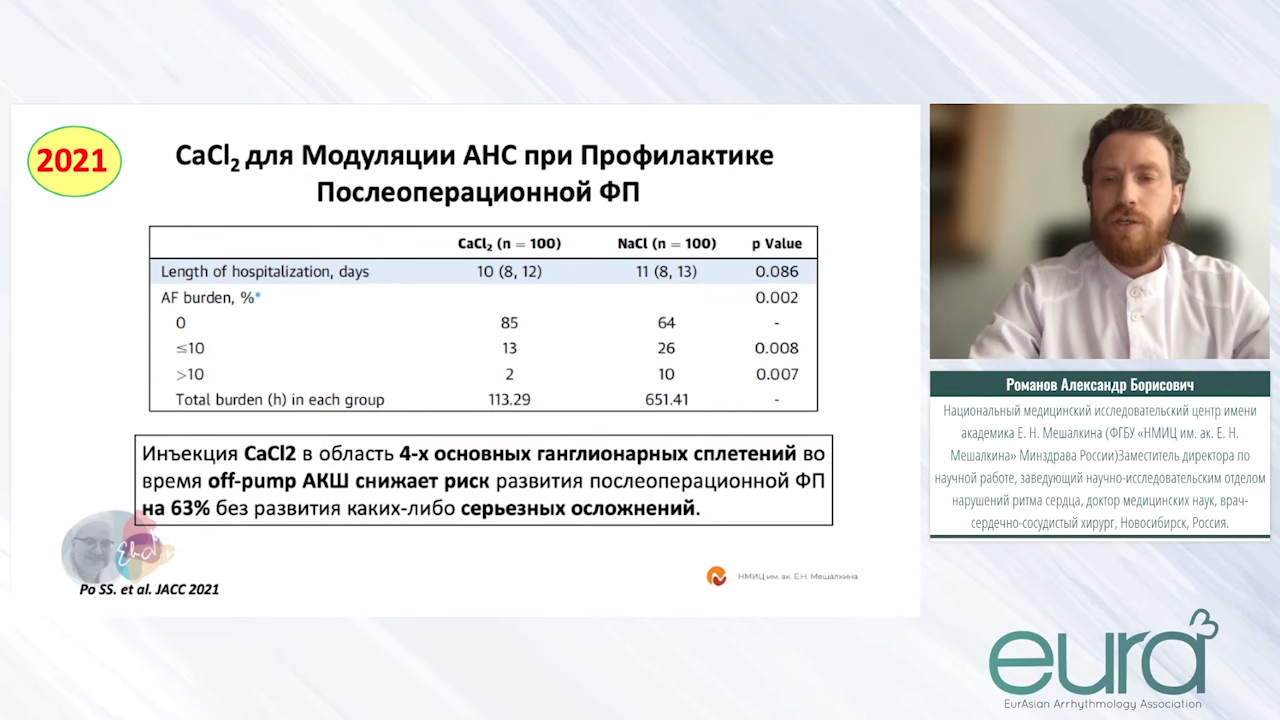 2021
CaCl₂ для Модуляции АНС при Профилактике
Послеоперационной ФП
CaCl₂ (n = 100) NaCl (n = 100) p Value
Length of hospitalization, days 10 (8, 12) 11 (8, 13) 0.086
AF burden, %* 0.002
0 85 64 -
≤10 13 26 0.008
>10 2 10 0.007
Total burden (h) in each group 113.29 651.41 -
Инъекция CaCl2 в область 4-х основных ганглионарных сплетений во
время off-pump АКШ снижает риск развития послеоперационной ФП
на 63% без развития каких-либо серьезных осложнений.
Po SS. et al. JACC 2021
НМИЦ им. ак. Е.Н. Мешалкина
Романов Александр Борисович
Национальный медицинский исследовательский центр имени
академика Е. Н. Мешалкина (ФГБУ «НМИЦ им. ак. Е. Н.
Мешалкина» Минздрава России)Заместитель директора по
научной работе, заведующий научно-исследовательским отделом
нарушений ритма сердца, доктор медицинских наук, врач-
сердечно-сосудистый хирург, Новосибирск, Россия.
eura
EurAsian Arrhythmology Association